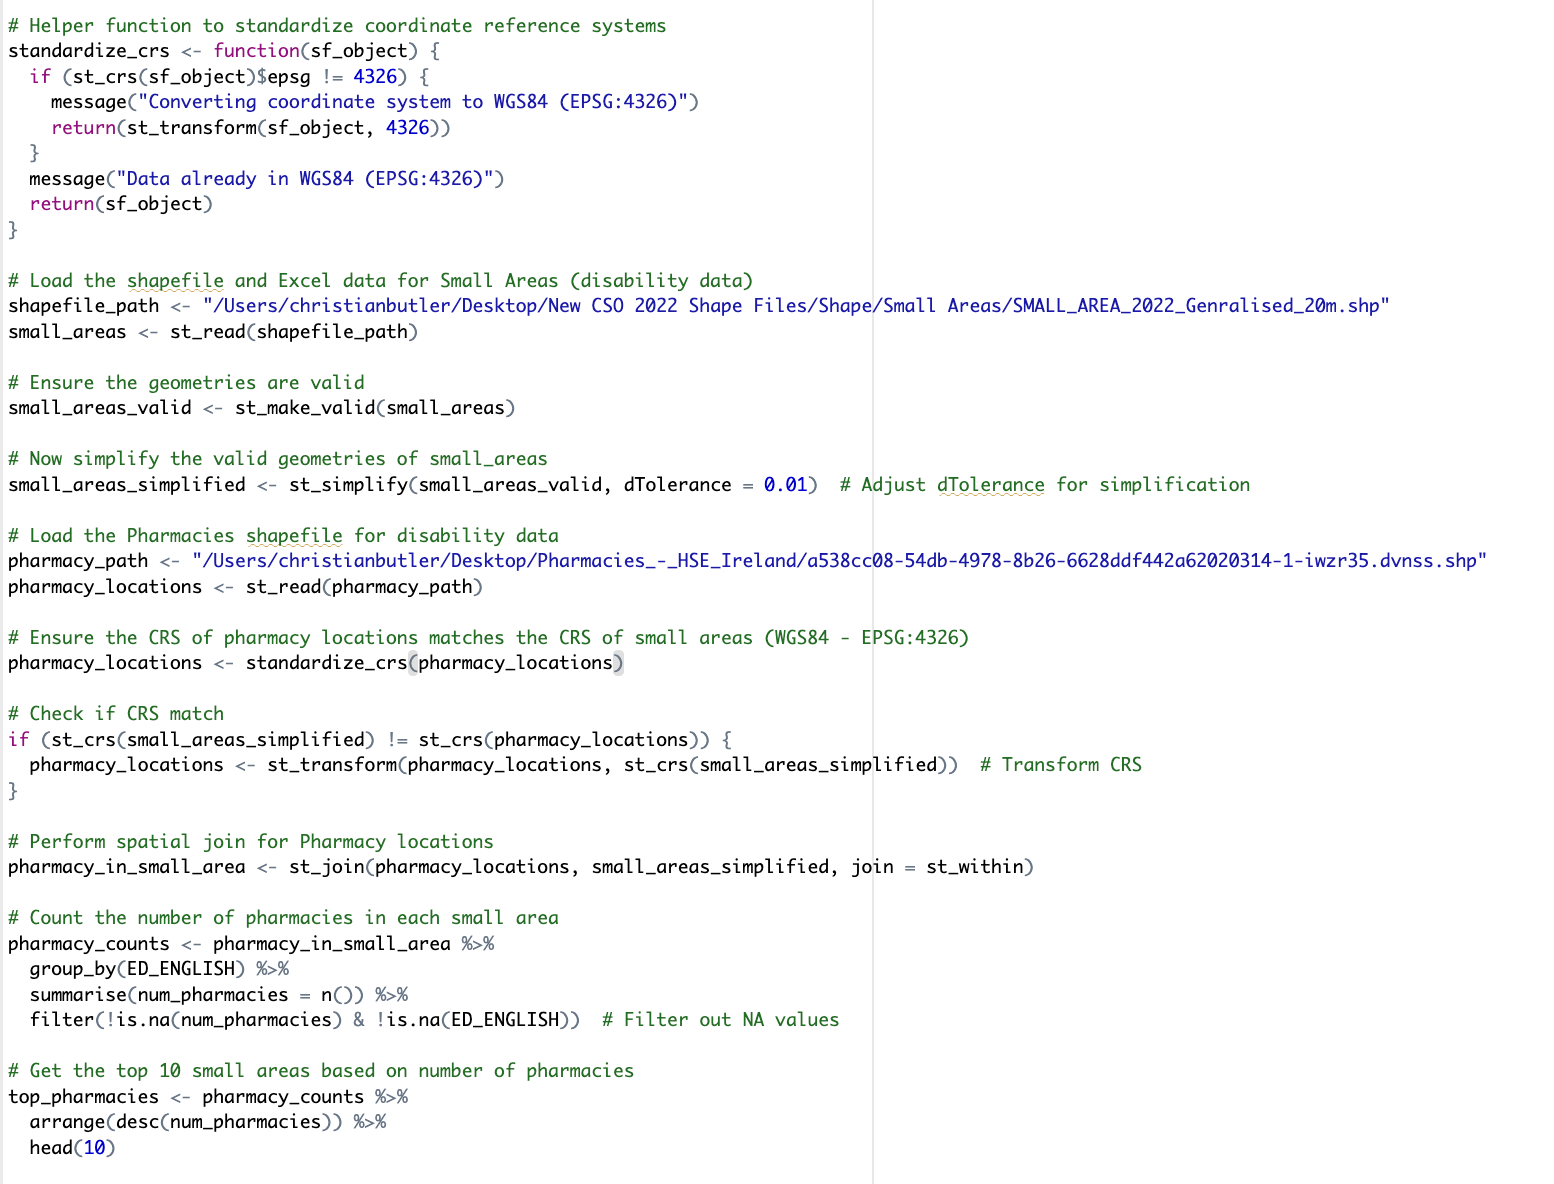 # Helper function to standardize coordinate reference systems
standardize_crs <- function(sf_object) {
  if (st_crs(sf_object)$epsg != 4326) {
    message("Converting coordinate system to WGS84 (EPSG:4326)")
    return(st_transform(sf_object, 4326))
  }
  message("Data already in WGS84 (EPSG:4326)")
  return(sf_object)
}

# Load the shapefile and Excel data for Small Areas (disability data)
shapefile_path <- "/Users/christianbutler/Desktop/New CSO 2022 Shape Files/Shape/Small Areas/SMALL_AREA_2022_Genralised_20m.shp"
small_areas <- st_read(shapefile_path)

# Ensure the geometries are valid
small_areas_valid <- st_make_valid(small_areas)

# Now simplify the valid geometries of small_areas
small_areas_simplified <- st_simplify(small_areas_valid, dTolerance = 0.01)  # Adjust dTolerance for simplification

# Load the Pharmacies shapefile for disability data
pharmacy_path <- "/Users/christianbutler/Desktop/Pharmacies_-_HSE_Ireland/a538cc08-54db-4978-8b26-6628ddf442a62020314-1-iwzr35.dvnss.shp"
pharmacy_locations <- st_read(pharmacy_path)

# Ensure the CRS of pharmacy locations matches the CRS of small areas (WGS84 - EPSG:4326)
pharmacy_locations <- standardize_crs(pharmacy_locations)

# Check if CRS match
if (st_crs(small_areas_simplified) != st_crs(pharmacy_locations)) {
  pharmacy_locations <- st_transform(pharmacy_locations, st_crs(small_areas_simplified))  # Transform CRS
}

# Perform spatial join for Pharmacy locations
pharmacy_in_small_area <- st_join(pharmacy_locations, small_areas_simplified, join = st_within)

# Count the number of pharmacies in each small area
pharmacy_counts <- pharmacy_in_small_area %>%
  group_by(ED_ENGLISH) %>%
  summarise(num_pharmacies = n()) %>%
  filter(!is.na(num_pharmacies) & !is.na(ED_ENGLISH))  # Filter out NA values

# Get the top 10 small areas based on number of pharmacies
top_pharmacies <- pharmacy_counts %>%
  arrange(desc(num_pharmacies)) %>%
  head(10)